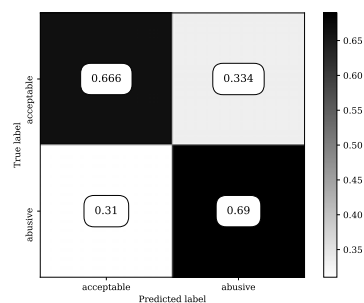 0.666
0.334
0.31
0.69
acceptable
abusive
True label
acceptable
abusive
Predicted label
0.65
0.60
0.55
0.50
0.45
0.40
0.35